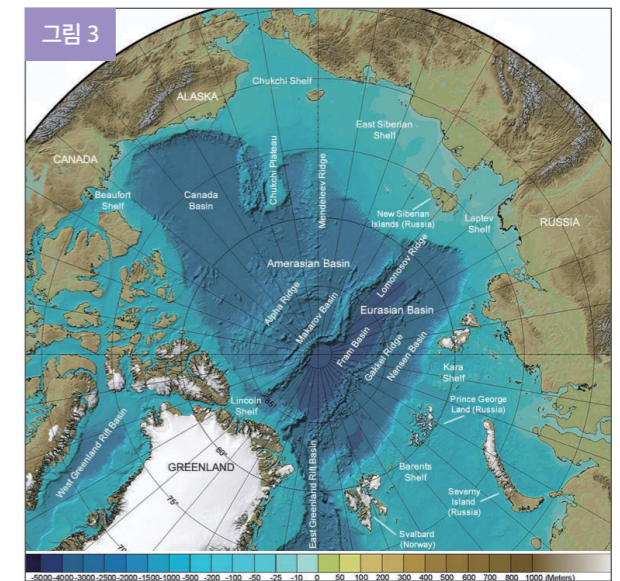 그림 3
Chukchi Shelf
ALASKA
East Siberian
Shelf
CANADA
Chukchi Plateau
Mendeleev Ridge
Beaufort
Shelf
Canada
Basin
New Siberian
Islands (Russia)
Laptev
Shelf
RUSSIA
Amerasian Basin
Lomonosov Ridge
Alpha Ridge
Makarov Basin
Eurasian Basin
Fram Basin
Gakkel Ridge
Nansen Basin
Kara
Shelf
Lincoln
Shelf
Prince George
Land (Russia)
West Greenland Rift Basin
GREENLAND
80°
East Greenland Rift Basin
Barents
Shelf
75°
Severny
Island
(Russia)
Svalbard
(Norway)
-5000 -4000 -3000 -2500 -2000 -1500 -1000 -500 -200 -100 -50 -25 -10 0 50 100 200 300 400 500 600 700 800 1000 (Meters)